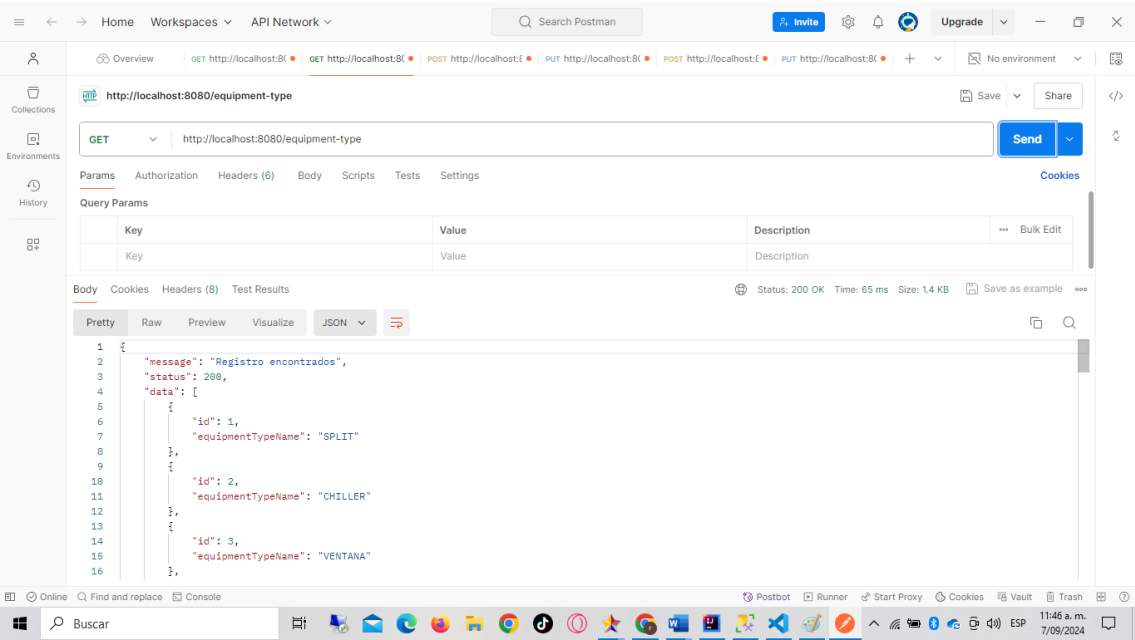 Home Workspaces API Network Search Postman Invite Upgrade
Overview GET http://localhost:8( GET http://localhost:8( POST http://localhost:8 PUT http://localhost:8( POST http://localhost:8 PUT http://localhost:8( No environment
HTTP http://localhost:8080/equipment-type Save Share
Collections
Environments
History
GET http://localhost:8080/equipment-type Send
Params Authorization Headers (6) Body Scripts Tests Settings Cookies
Query Params
Key Value Description Bulk Edit
Key Value Description
Body Cookies Headers (8) Test Results Status: 200 OK Time: 65 ms Size: 1.4 KB Save as example
Pretty Raw Preview Visualize JSON
1 {
2 "message": "Registro encontrados",
3 "status": 200,
4 "data": [
5 {
6 "id": 1,
7 "equipmentTypeName": "SPLIT"
8 },
9 {
10 "id": 2,
11 "equipmentTypeName": "CHILLER"
12 },
13 {
14 "id": 3,
15 "equipmentTypeName": "VENTANA"
16 },
Online Find and replace Console Postbot Runner Start Proxy Cookies Vault Trash
Buscar ESP 11:46 a. m.
7/09/2024